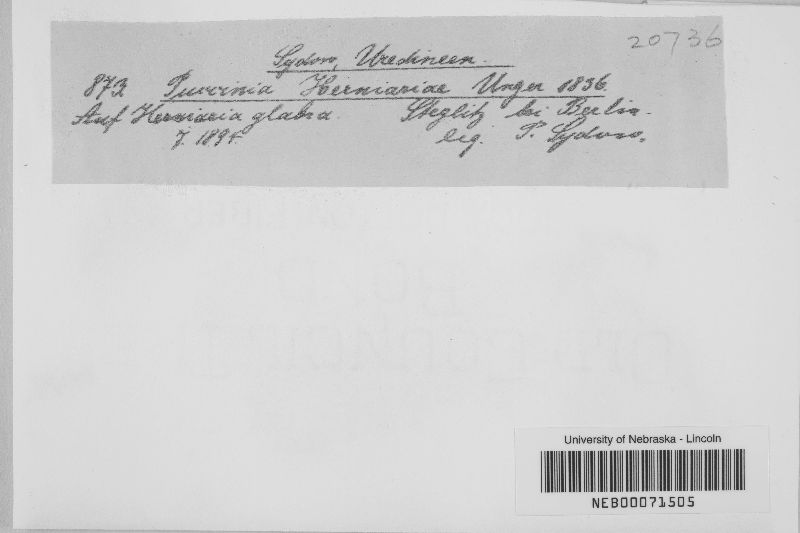 20736
Sydow, Uredineen.
873 Puccinia Herniariae Unger 1836.
Auf Herniaria glabra. Steglitz bei Berlin.
7. 1894 leg. P. Sydow.
University of Nebraska - Lincoln
NEB00071505